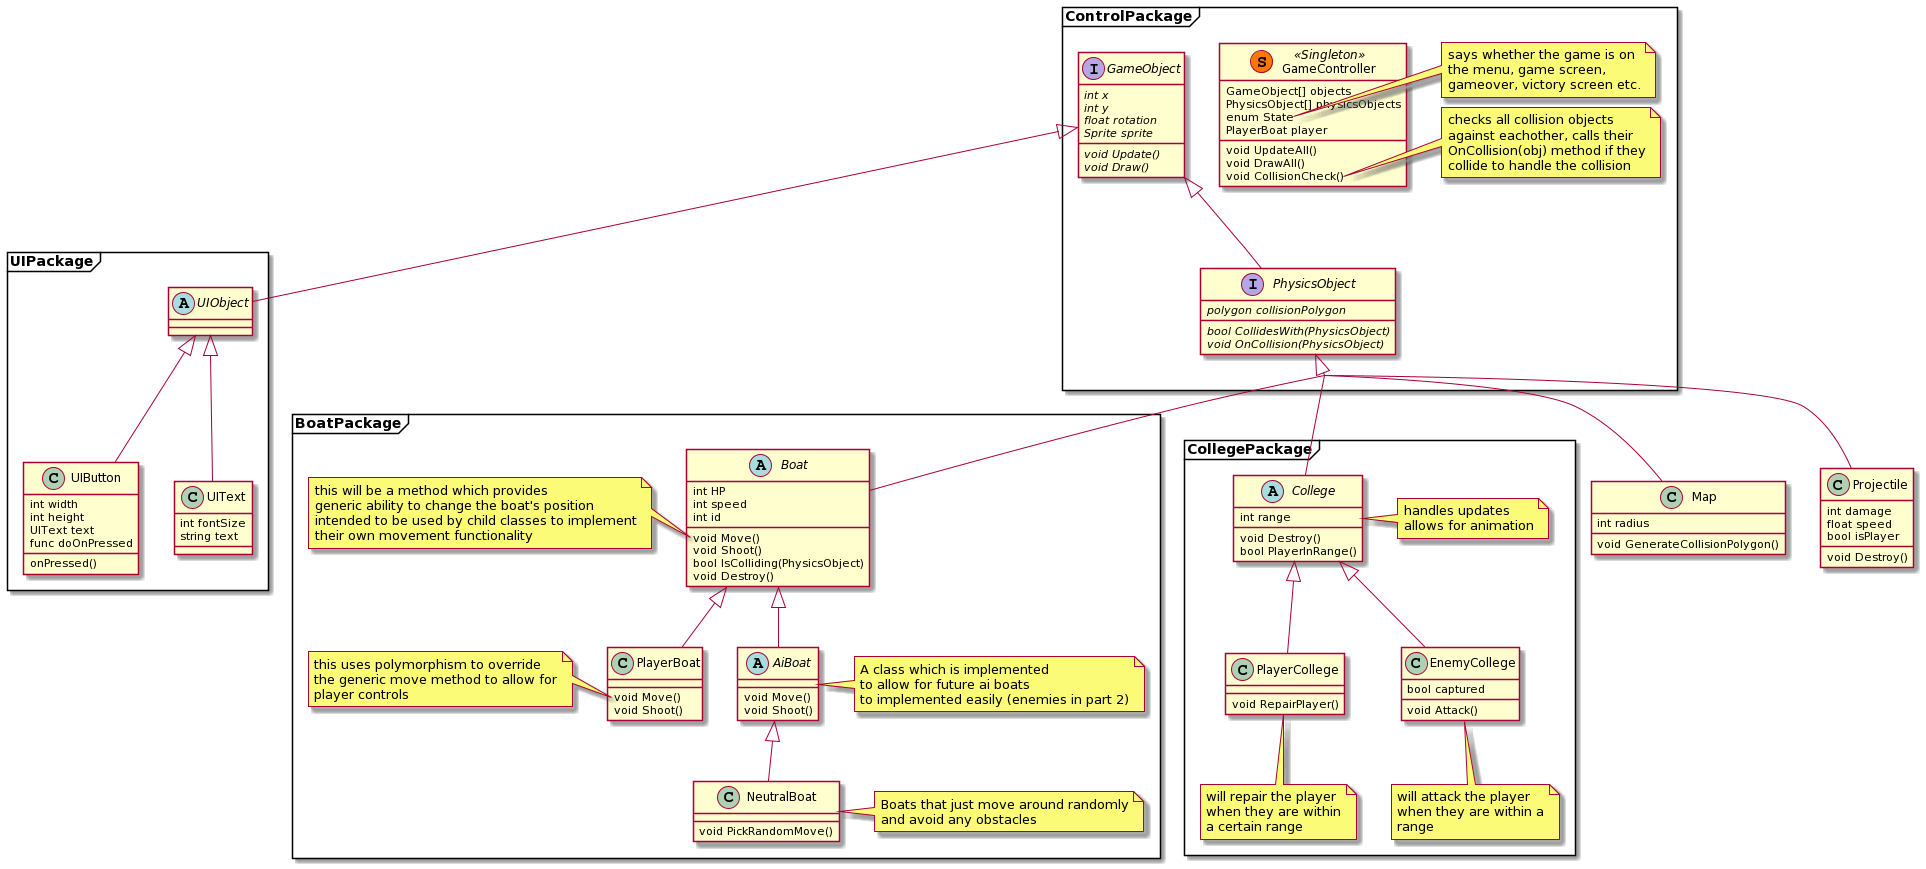 ControlPackage
I GameObject
int x
int y
float rotation
Sprite sprite
void Update()
void Draw()
S «Singleton»
GameController
GameObject[] objects
PhysicsObject[] physicsObjects
enum State
PlayerBoat player
void UpdateAll()
void DrawAll()
void CollisionCheck()
says whether the game is on
the menu, game screen,
gameover, victory screen etc.
checks all collision objects
against eachother, calls their
OnCollision(obj) method if they
collide to handle the collision
I PhysicsObject
polygon collisionPolygon
bool CollidesWith(PhysicsObject)
void OnCollision(PhysicsObject)
UIPackage
A UIObject
C UIButton
int width
int height
UIText text
func doOnPressed
onPressed()
C UIText
int fontSize
string text
BoatPackage
this will be a method which provides
generic ability to change the boat's position
intended to be used by child classes to implement
their own movement functionality
A Boat
int HP
int speed
int id
void Move()
void Shoot()
bool IsColliding(PhysicsObject)
void Destroy()
this uses polymorphism to override
the generic move method to allow for
player controls
C PlayerBoat
void Move()
void Shoot()
A AiBoat
void Move()
void Shoot()
A class which is implemented
to allow for future ai boats
to implemented easily (enemies in part 2)
C NeutralBoat
void PickRandomMove()
Boats that just move around randomly
and avoid any obstacles
CollegePackage
A College
int range
void Destroy()
bool PlayerInRange()
handles updates
allows for animation
C PlayerCollege
void RepairPlayer()
C EnemyCollege
bool captured
void Attack()
will repair the player
when they are within
a certain range
will attack the player
when they are within a
range
C Map
int radius
void GenerateCollisionPolygon()
C Projectile
int damage
float speed
bool isPlayer
void Destroy()